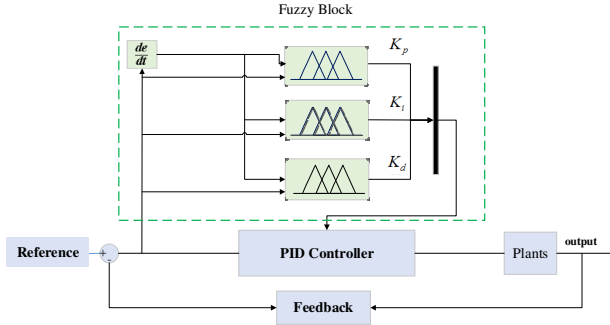 Fuzzy Block
de
dt
K_p
K_i
K_d
Reference
+
-
PID Controller
Plants
output
Feedback